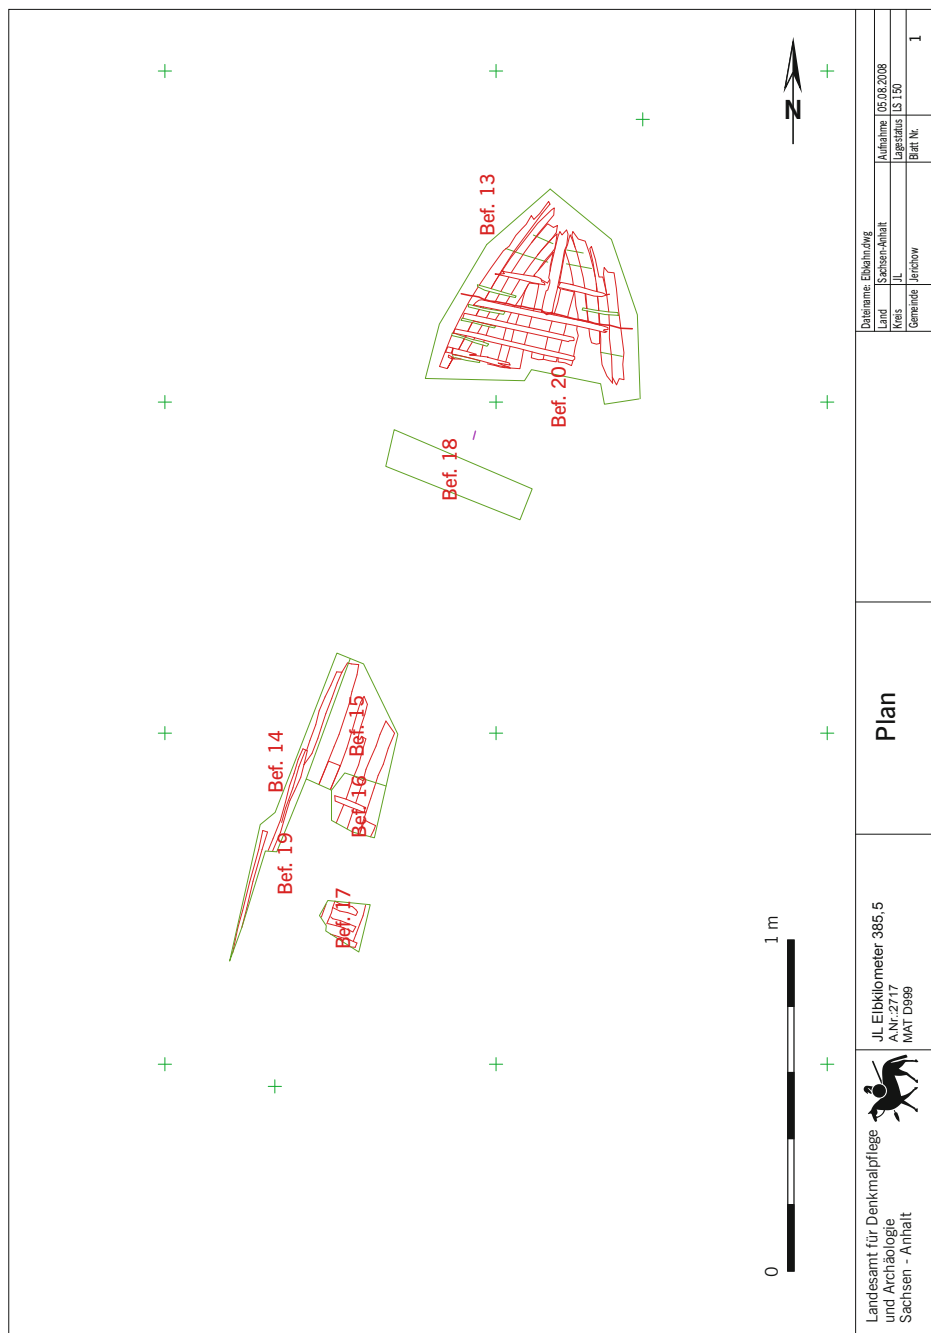 Bef. 19
Bef. 14
Bef. 17
Bef. 16
Bef. 15
Bef. 18
Bef. 13
Bef. 20
N
0
1 m
Landesamt für Denkmalpflege
und Archäologie
Sachsen - Anhalt
JL Elbkilometer 385,5
A.Nr.:2717
MAT D999
Plan
Dateiname: Elbkahn.dwg
Land Sachsen-Anhalt Aufnahme 05.08.2008
Kreis JL Lagestatus LS 150
Gemeinde Jerichow Blatt Nr. 1